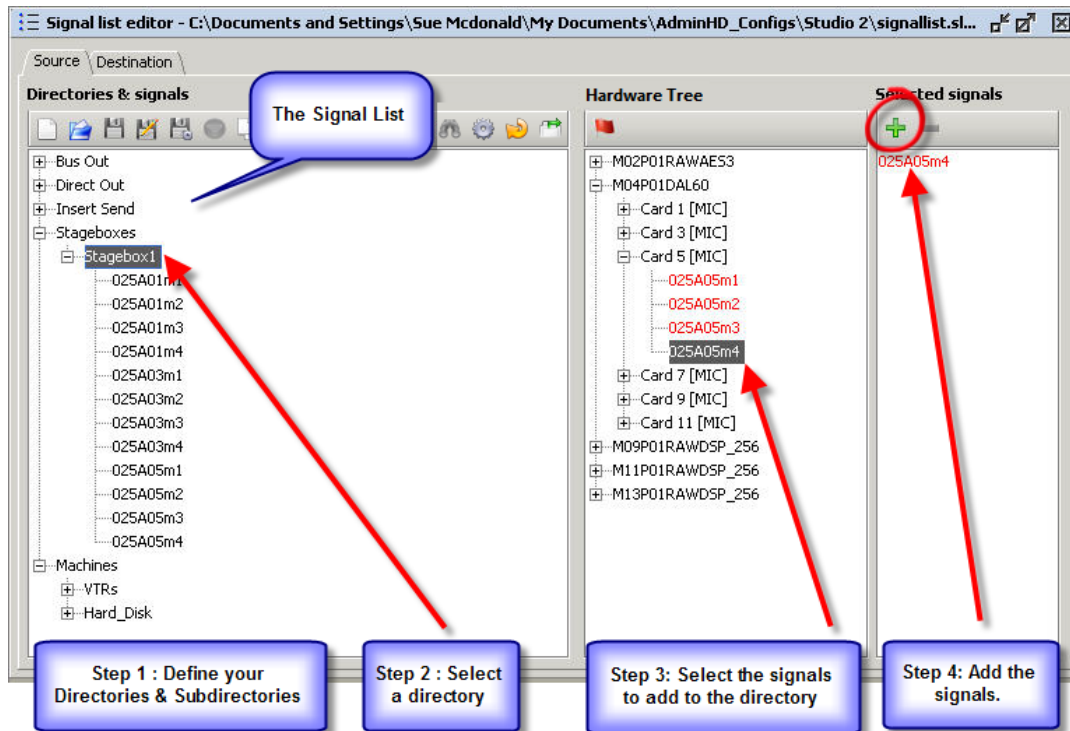 Signal list editor - C:\Documents and Settings\Sue Mcdonald\My Documents\AdminHD_Configs\Studio 2\signallist.sl...
Source
Destination
Directories & signals
The Signal List
Bus Out
Direct Out
Insert Send
Stageboxes
Stagebox1
025A01m1
025A01m2
025A01m3
025A01m4
025A03m1
025A03m2
025A03m3
025A03m4
025A05m1
025A05m2
025A05m3
025A05m4
Machines
VTRs
Hard_Disk
Hardware Tree
M02P01RAWAES3
M04P01DAL60
Card 1 [MIC]
Card 3 [MIC]
Card 5 [MIC]
025A05m1
025A05m2
025A05m3
025A05m4
Card 7 [MIC]
Card 9 [MIC]
Card 11 [MIC]
M09P01RAWDSP_256
M11P01RAWDSP_256
M13P01RAWDSP_256
Selected signals
025A05m4
Step 1 : Define your
Directories & Subdirectories
Step 2 : Select
a directory
Step 3: Select the signals
to add to the directory
Step 4: Add the
signals.